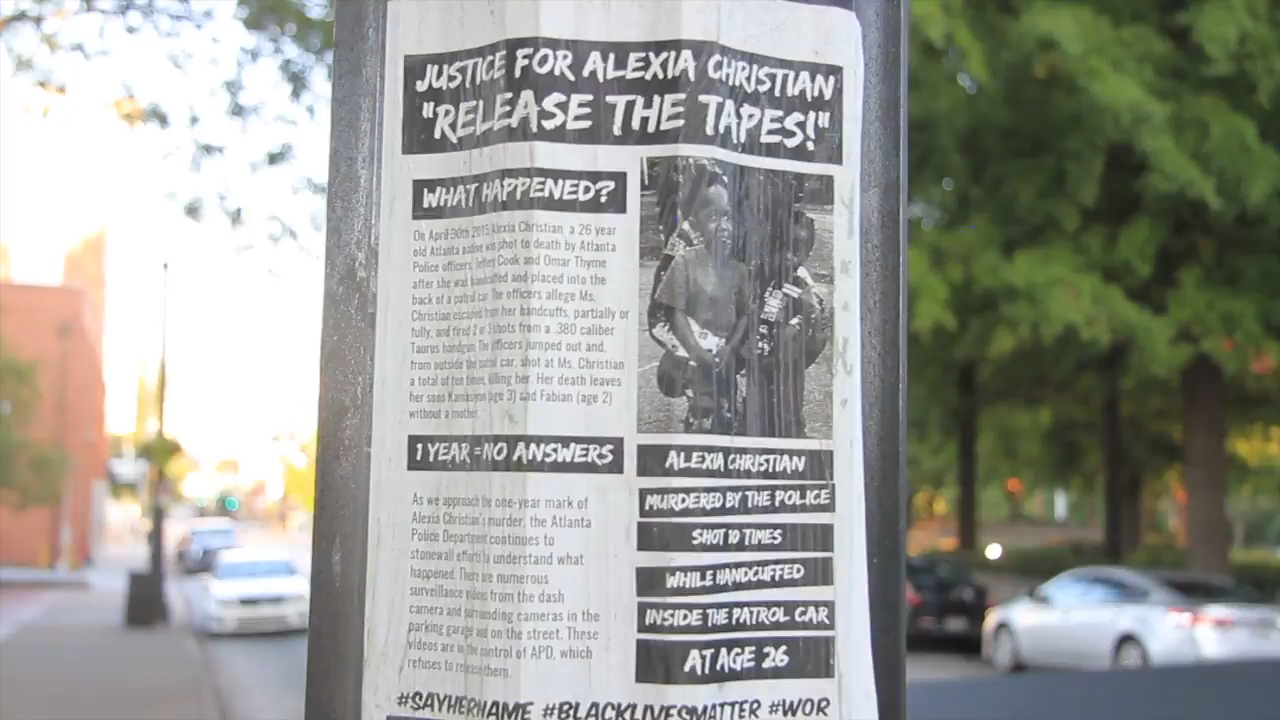 JUSTICE FOR ALEXIA CHRISTIAN
"RELEASE THE TAPES!"
WHAT HAPPENED?
On April 30th 2015 Alexia Christian, a 26 year
old Atlanta native was shot to death by Atlanta
Police officers, Jeffery Cook and Omar Thyme
after she was handcuffed and placed into the
back of a patrol car. The officers allege Ms.
Christian escaped from her handcuffs, partially or
fully, and fired 2 or 3 shots from a .380 caliber
Taurus handgun. The officers jumped out and,
from outside the patrol car, shot at Ms. Christian
a total of ten times, killing her. Her death leaves
her sons (age 3) and Fabian (age 2)
without a mother.
1 YEAR = NO ANSWERS
As we approach the one-year mark of
Alexia Christian's murder, the Atlanta
Police Department continues to
stonewall efforts to understand what
happened. There are numerous
surveillance videos from the dash
camera and surrounding cameras in the
parking garage and on the street. These
videos are in the control of APD, which
refuses to release them.
ALEXIA CHRISTIAN
MURDERED BY THE POLICE
SHOT 10 TIMES
WHILE HANDCUFFED
INSIDE THE PATROL CAR
AT AGE 26
#SAYHERNAME #BLACKLIVESMATTER #WOR